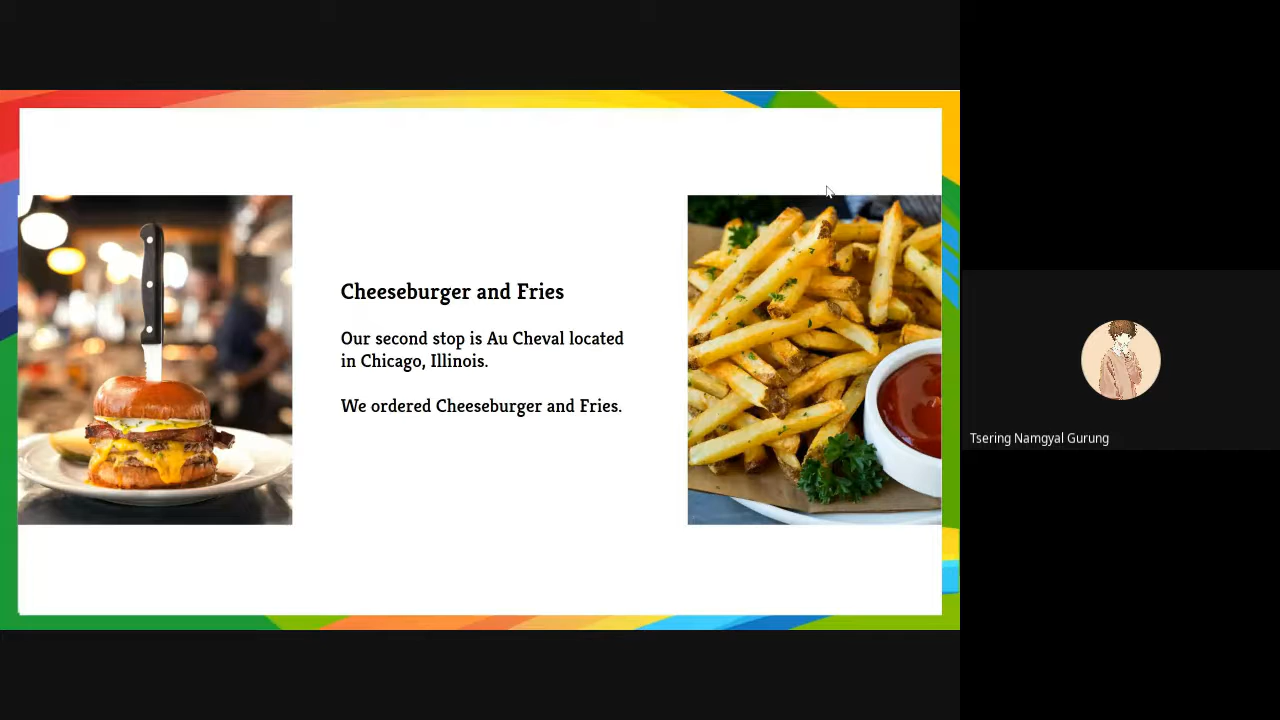 Cheeseburger and Fries
Our second stop is Au Cheval located
in Chicago, Illinois.
We ordered Cheeseburger and Fries.
Tsering Namgyal Gurung